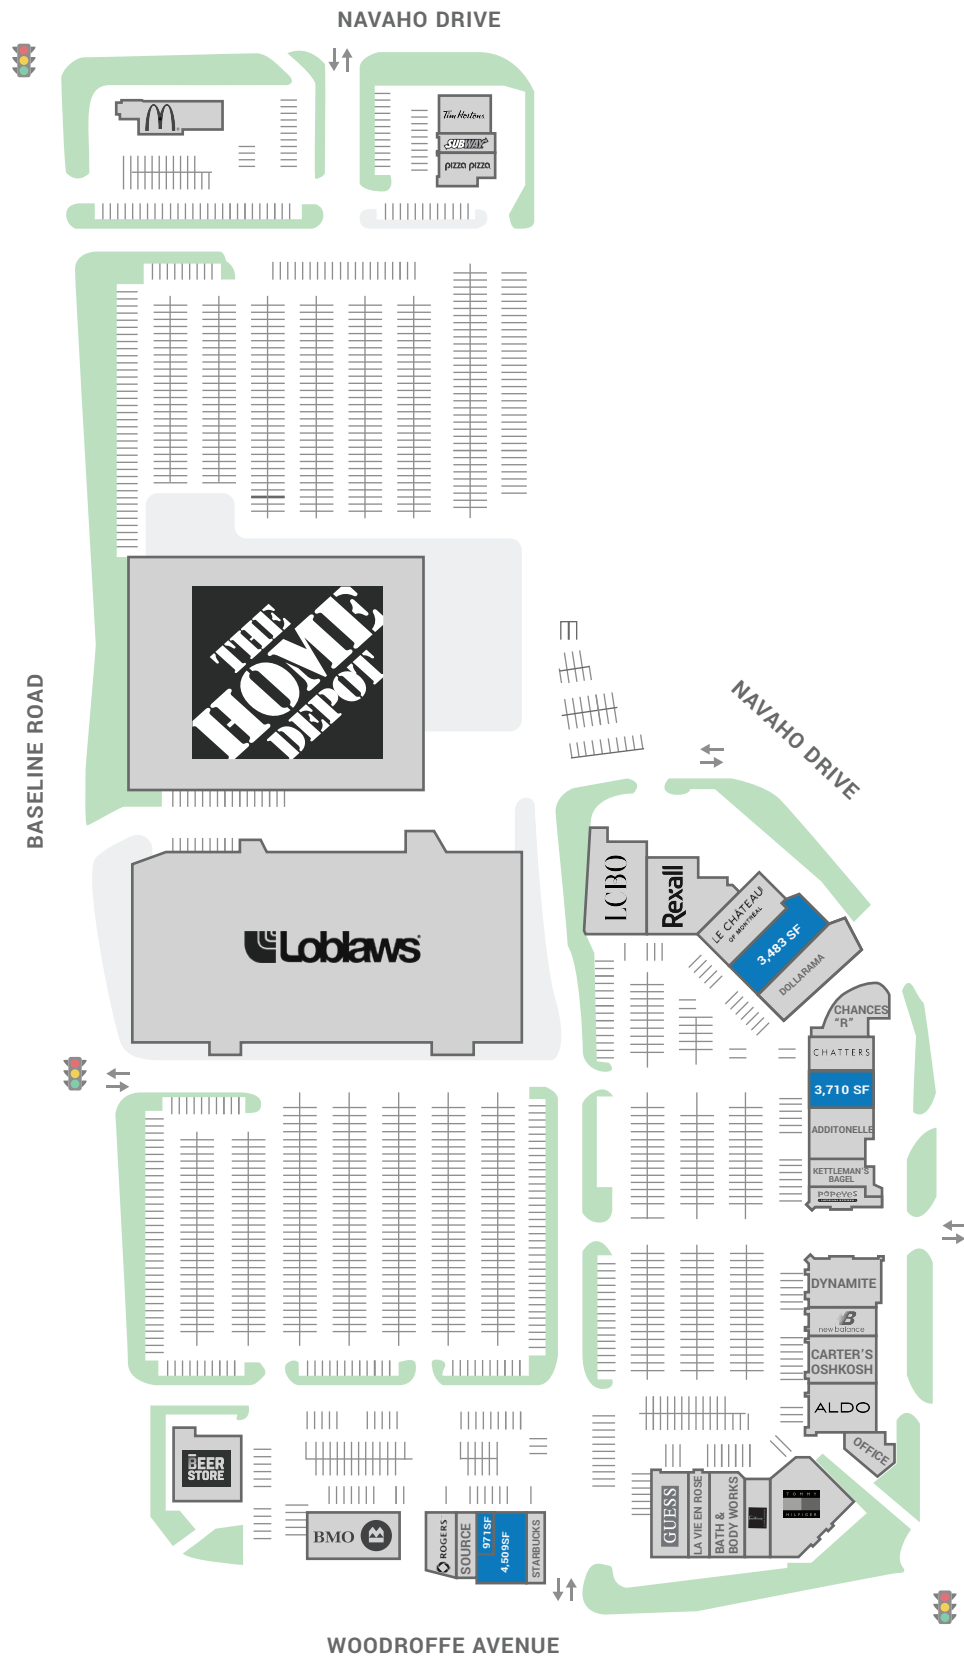 NAVAHO DRIVE
Tim Hortons
SUBWAY
pizza pizza
THE
HOME
DEPOT
BASELINE ROAD
NAVAHO DRIVE
LCBO
Rexall
LE CHÂTEAU
OF MONTREAL
3,483 SF
DOLLARAMA
Loblaws
CHANCES
"R"
CHATTERS
3,710 SF
ADDITONELLE
KETTLEMAN'S
BAGEL
POPEYES
DYNAMITE
new balance
CARTER'S
OSHKOSH
ALDO
OFFICE
BEER
STORE
BMO
ROGERS
SOURCE
971SF
4,509SF
STARBUCKS
GUESS
LA VIE EN ROSE
BATH &
BODY WORKS
TOMMY
HILFIGER
WOODROFFE AVENUE